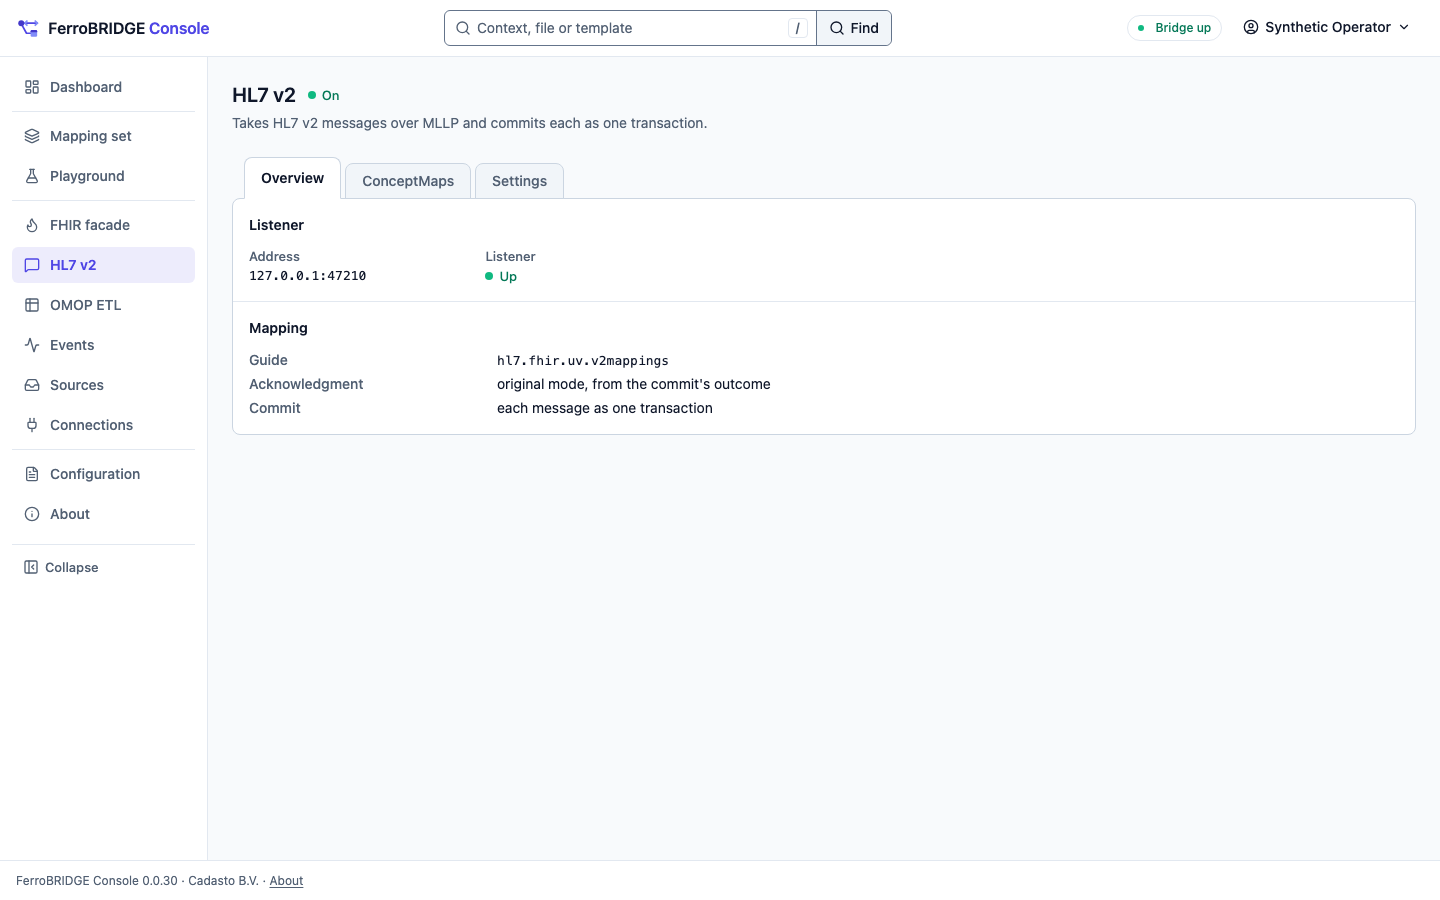 FerroBRIDGE Console
Context, file or template
/
Find
Bridge up
Synthetic Operator
Dashboard
Mapping set
Playground
FHIR facade
HL7 v2
OMOP ETL
Events
Sources
Connections
Configuration
About
Collapse
HL7 v2
On
Takes HL7 v2 messages over MLLP and commits each as one transaction.
Overview
ConceptMaps
Settings
Listener
Address
Listener
127.0.0.1:47210
Up
Mapping
Guide
hl7.fhir.uv.v2mappings
Acknowledgment
original mode, from the commit's outcome
Commit
each message as one transaction
FerroBRIDGE Console 0.0.30 · Cadasto B.V. · About